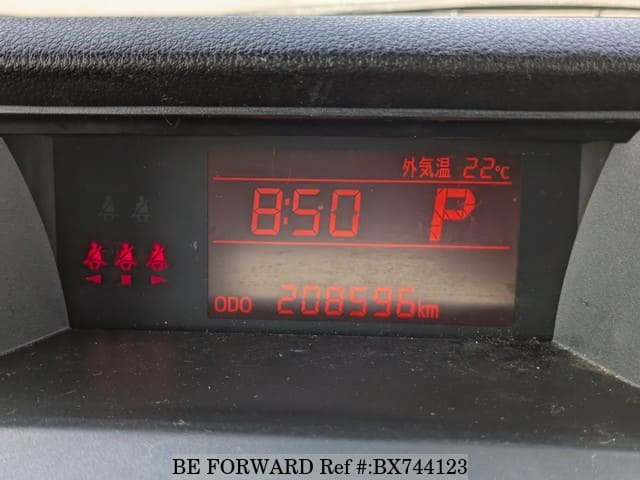 外気温 22℃
8:50 P
ODO 208596km
BE FORWARD Ref #:BX744123